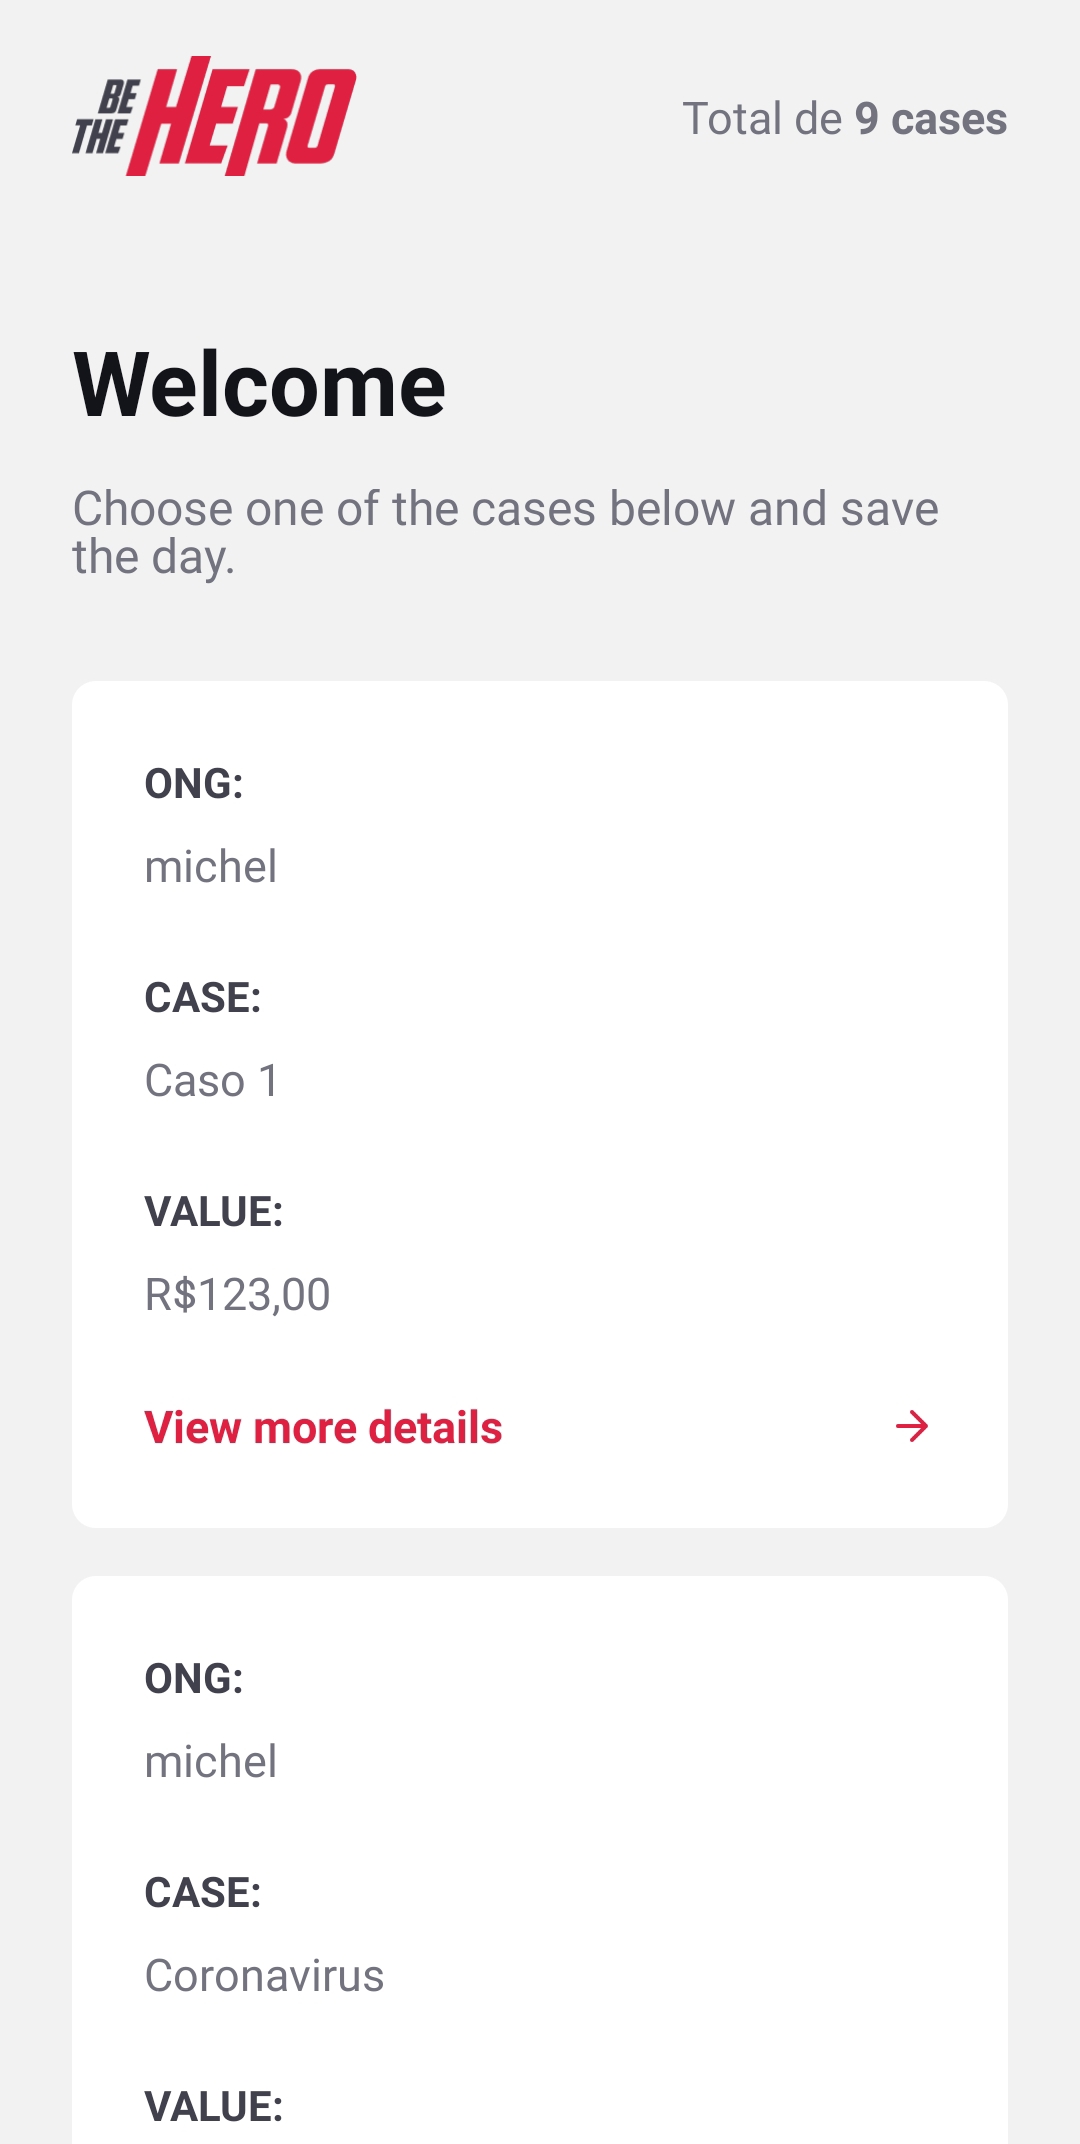 BE
THE HERO
Total de 9 cases
Welcome
Choose one of the cases below and save
the day.
ONG:
michel
CASE:
Caso 1
VALUE:
R$123,00
View more details
ONG:
michel
CASE:
Coronavirus
VALUE: